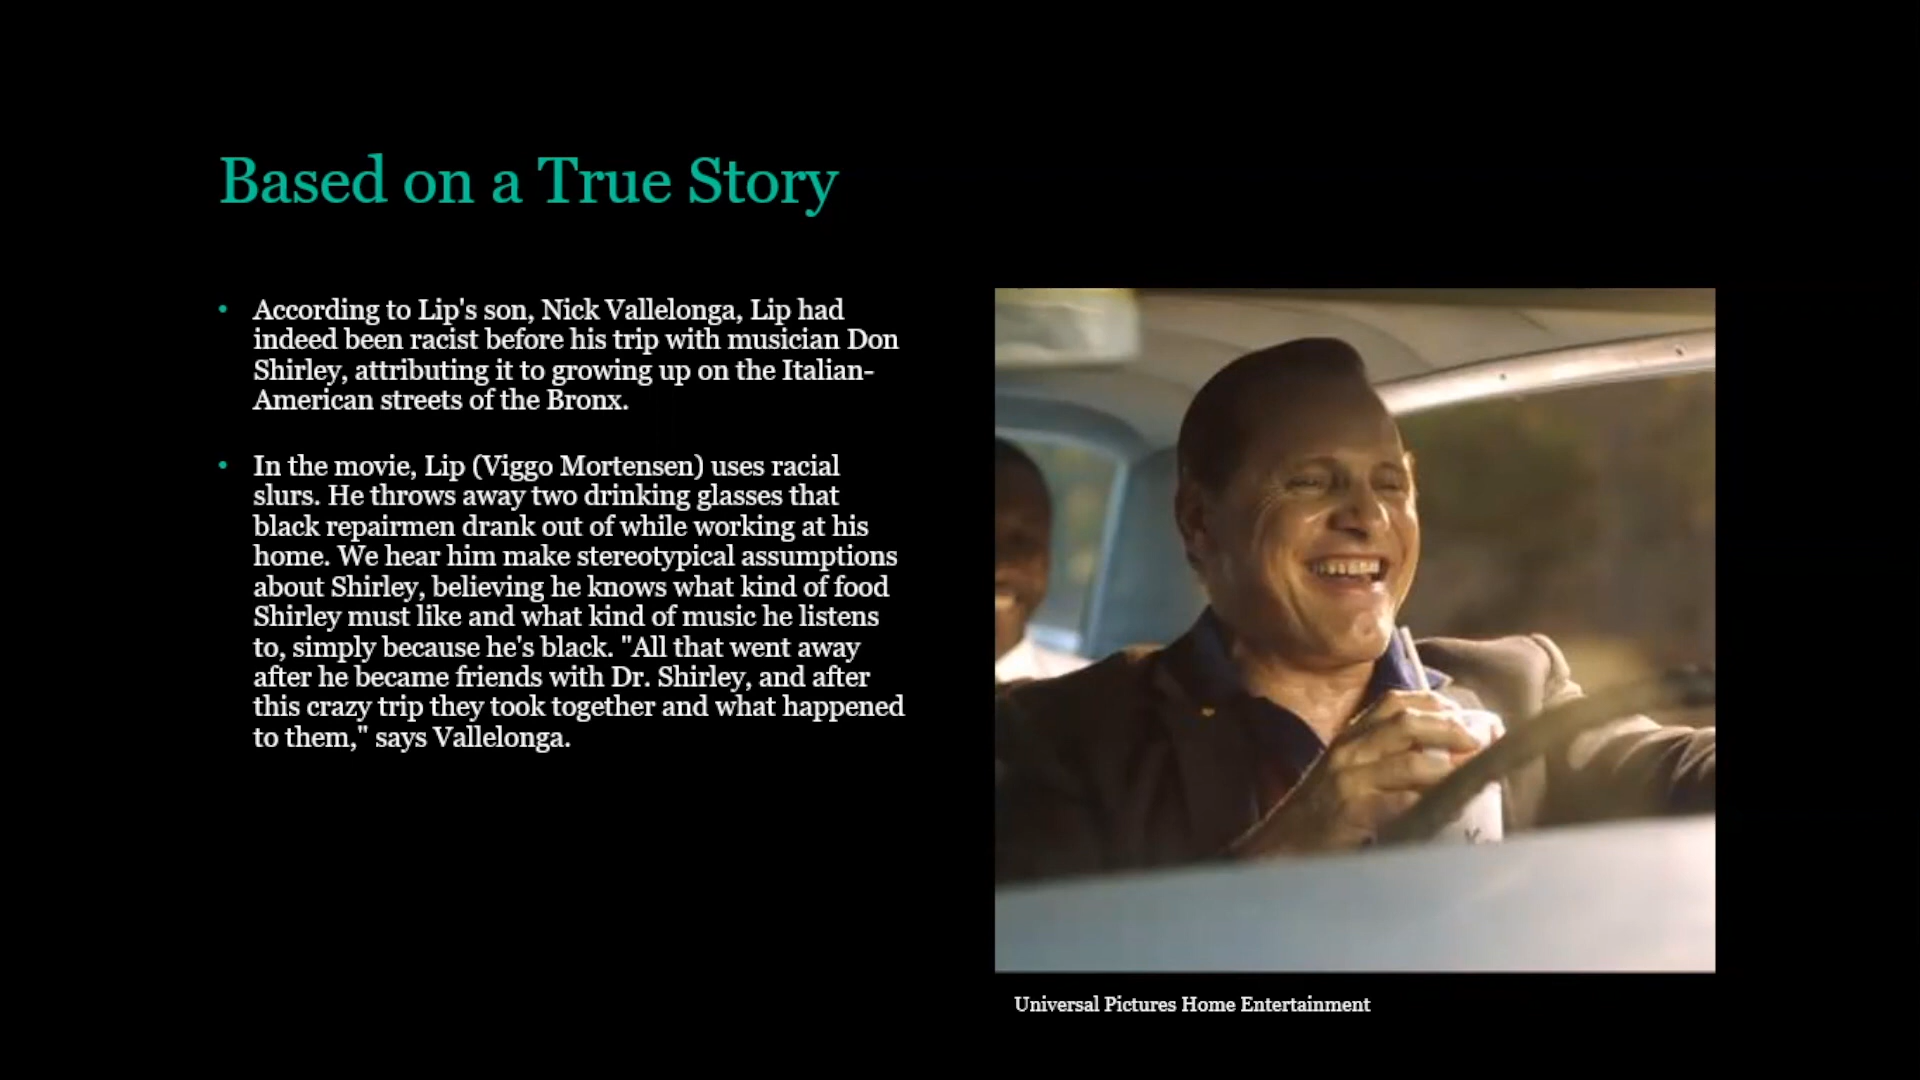 Based on a True Story
• According to Lip's son, Nick Vallelonga, Lip had
indeed been racist before his trip with musician Don
Shirley, attributing it to growing up on the Italian-
American streets of the Bronx.
• In the movie, Lip (Viggo Mortensen) uses racial
slurs. He throws away two drinking glasses that
black repairmen drank out of while working at his
home. We hear him make stereotypical assumptions
about Shirley, believing he knows what kind of food
Shirley must like and what kind of music he listens
to, simply because he's black. "All that went away
after he became friends with Dr. Shirley, and after
this crazy trip they took together and what happened
to them," says Vallelonga.
Universal Pictures Home Entertainment